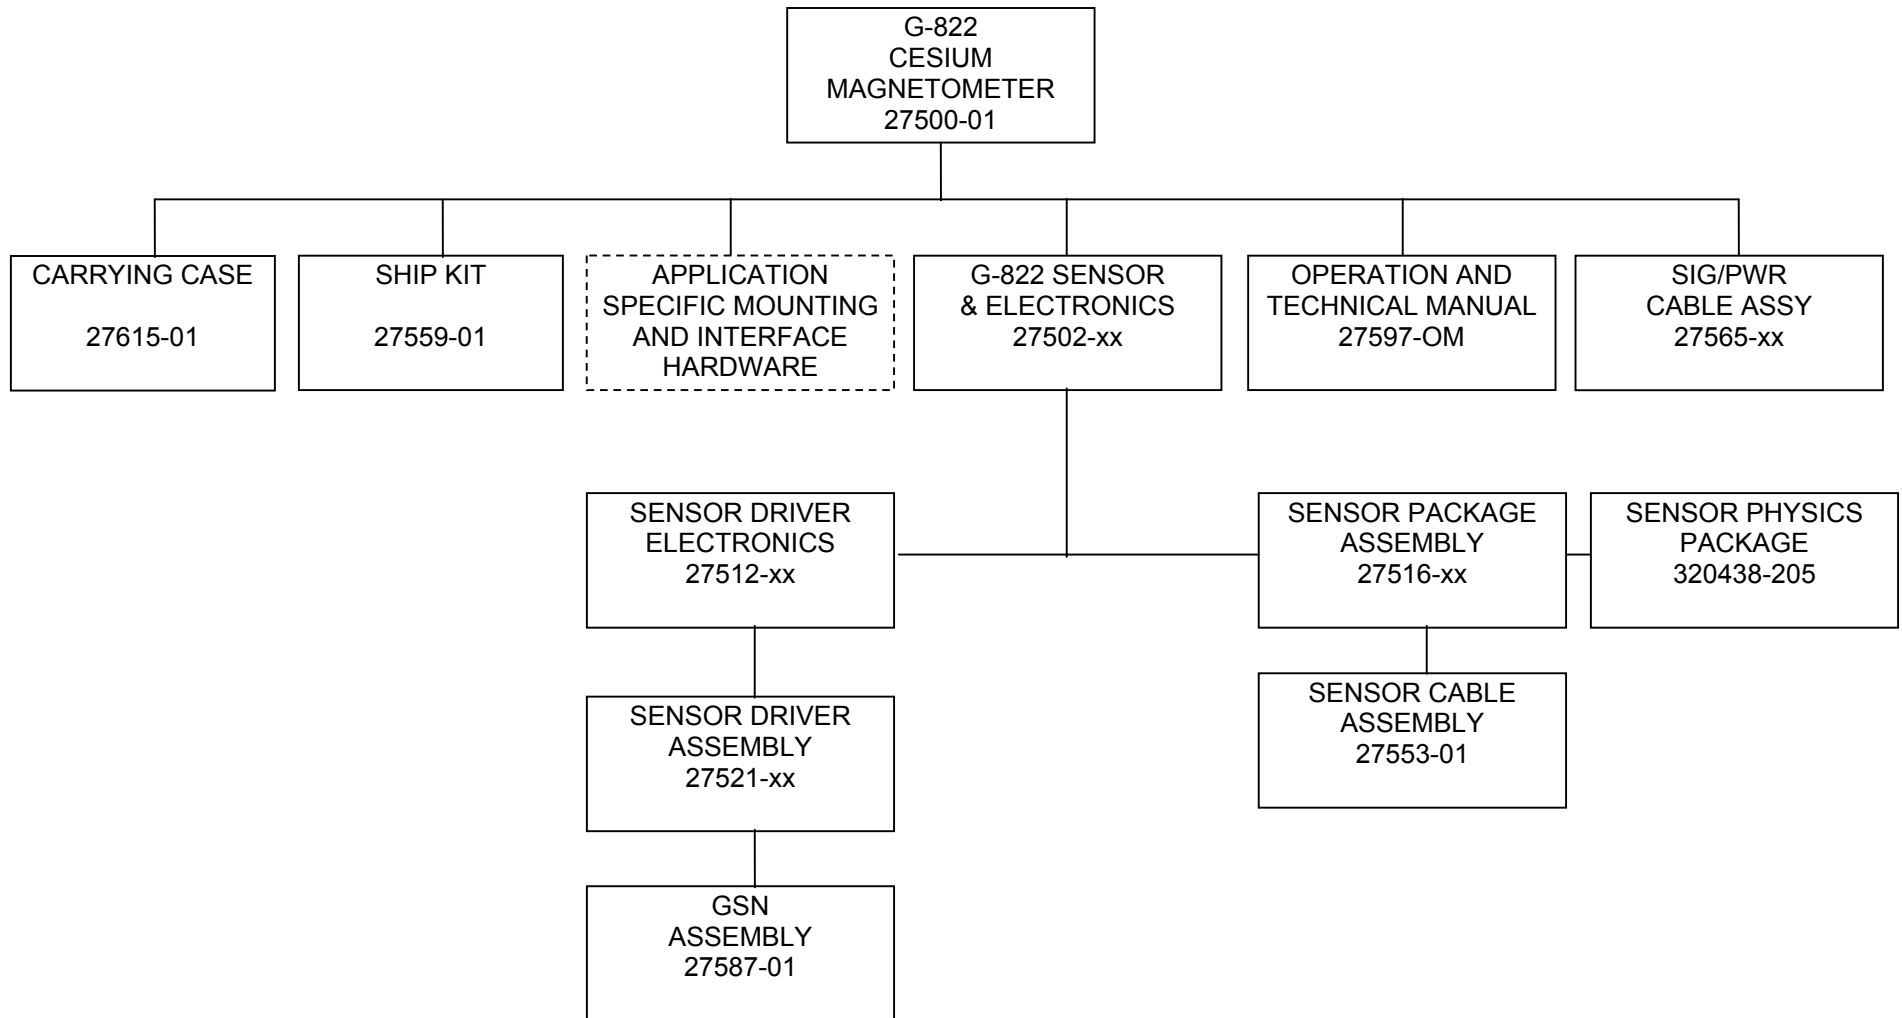 G-822
CESIUM
MAGNETOMETER
27500-01
CARRYING CASE
27615-01
SHIP KIT
27559-01
APPLICATION
SPECIFIC MOUNTING
AND INTERFACE
HARDWARE
G-822 SENSOR
& ELECTRONICS
27502-xx
OPERATION AND
TECHNICAL MANUAL
27597-OM
SIG/PWR
CABLE ASSY
27565-xx
SENSOR DRIVER
ELECTRONICS
27512-xx
SENSOR PACKAGE
ASSEMBLY
27516-xx
SENSOR PHYSICS
PACKAGE
320438-205
SENSOR DRIVER
ASSEMBLY
27521-xx
SENSOR CABLE
ASSEMBLY
27553-01
GSN
ASSEMBLY
27587-01